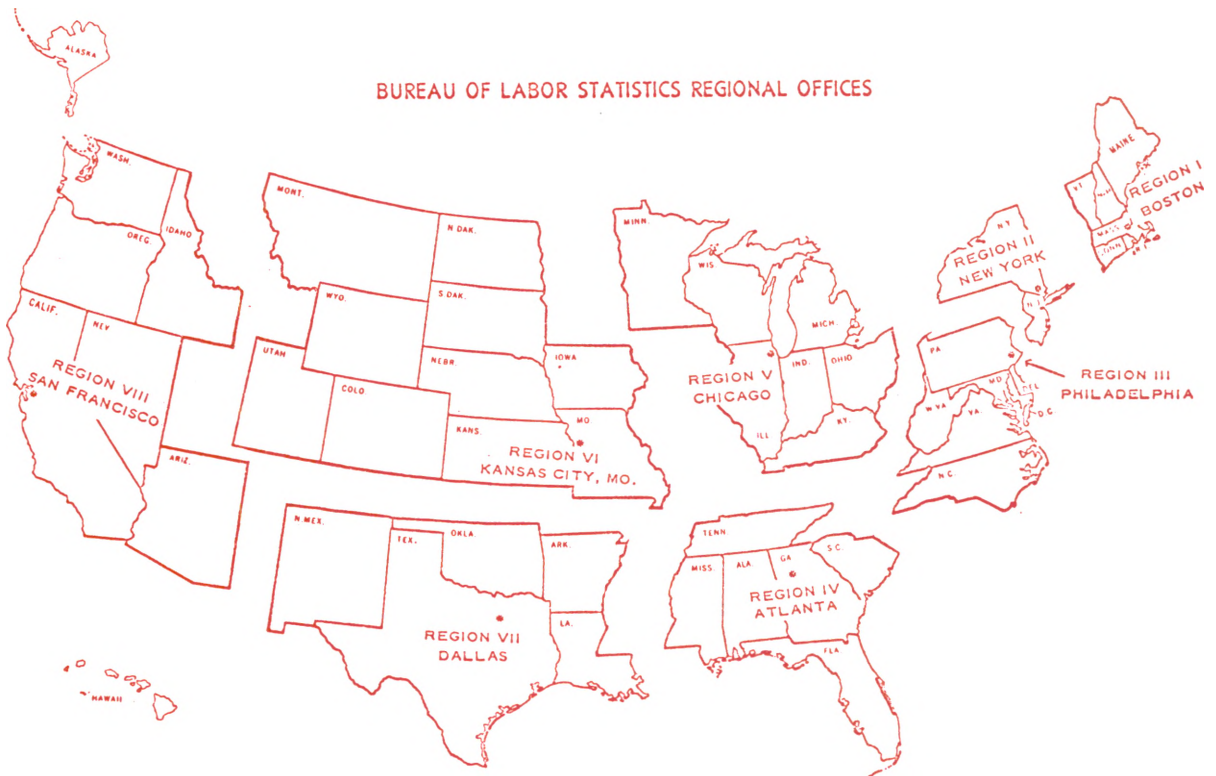 ALASKA
BUREAU OF LABOR STATISTICS REGIONAL OFFICES
WASH.
OREG.
IDAHO
MONT.
N.DAK.
S.DAK.
WYO.
NEBR.
CALIF.
NEV.
UTAH
COLO.
KANS.
ARIZ.
REGION VIII
SAN FRANCISCO
IOWA
MO.
REGION VI
KANSAS CITY, MO.
MINN.
WIS.
MICH.
IND.
OHIO
ILL.
KY.
REGION V
CHICAGO
MAINE
VT.
MASS.
CONN.
REGION I
BOSTON
N.Y.
N.J.
REGION II
NEW YORK
PA.
MD.
DEL.
D.C.
W.VA.
VA.
N.C.
REGION III
PHILADELPHIA
N.MEX.
TEX.
OKLA.
ARK.
LA.
REGION VII
DALLAS
TENN.
MISS.
ALA.
GA.
S.C.
FLA.
REGION IV
ATLANTA
HAWAII